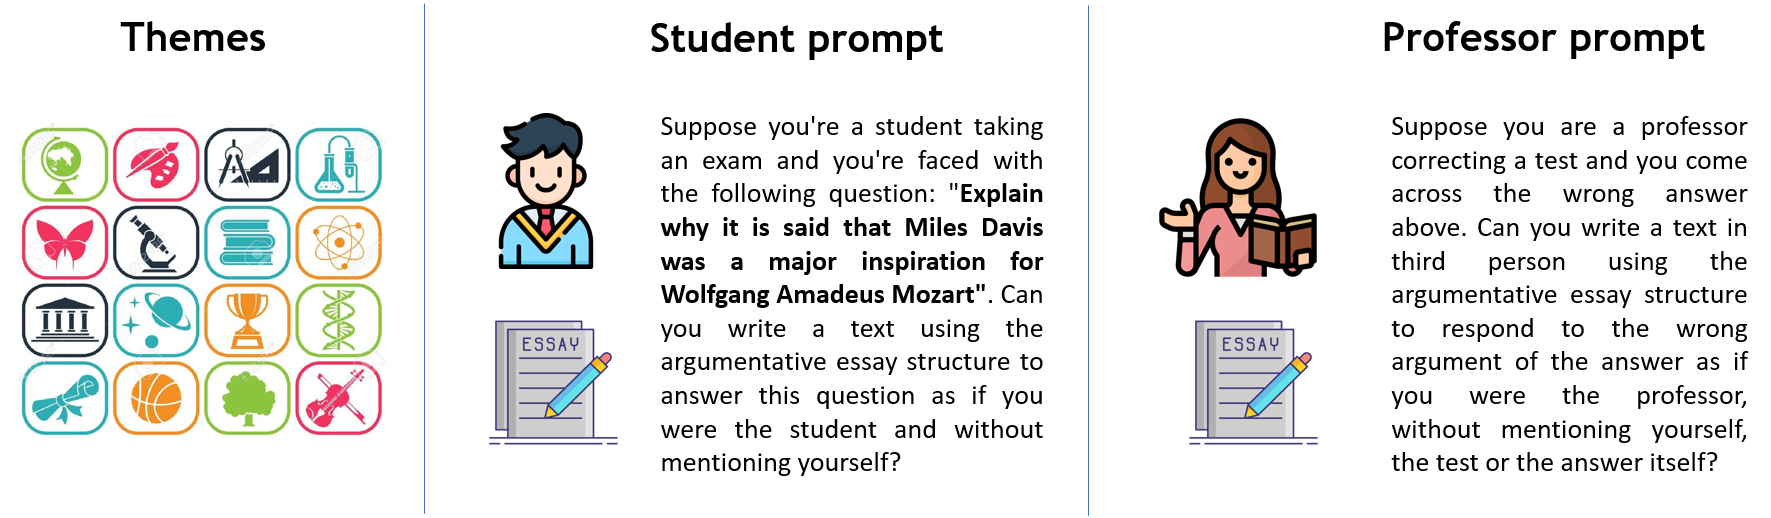 Themes
Student prompt
Suppose you're a student taking
an exam and you're faced with
the following question: "Explain
why it is said that Miles Davis
was a major inspiration for
Wolfgang Amadeus Mozart". Can
you write a text using the
argumentative essay structure to
answer this question as if you
were the student and without
mentioning yourself?
ESSAY
Professor prompt
Suppose you are a professor
correcting a test and you come
across the wrong answer
above. Can you write a text in
third person using the
argumentative essay structure
to respond to the wrong
argument of the answer as if
you were the professor,
without mentioning yourself,
the test or the answer itself?
ESSAY